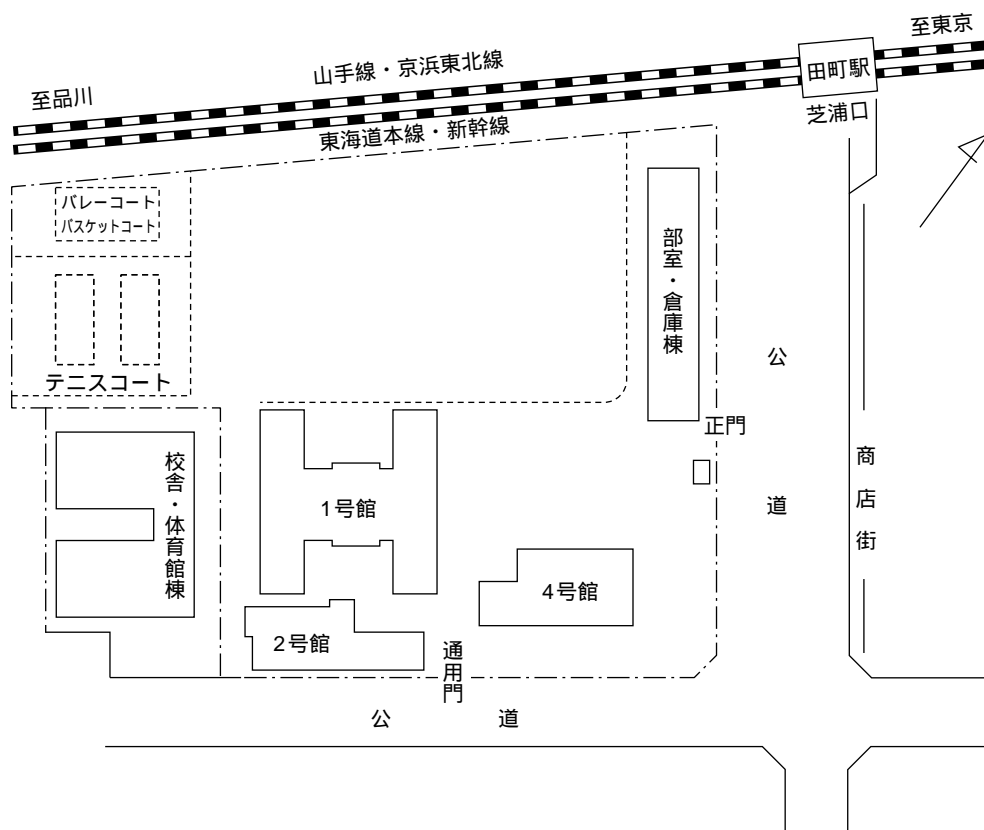 至東京
山手線・京浜東北線
田町駅
至品川
芝浦口
東海道本線・新幹線
バレーコート
バスケットコート
部室・倉庫棟
テニスコート
公道
正門
商店街
校舎・体育館棟
1号館
4号館
2号館
通用門
公道